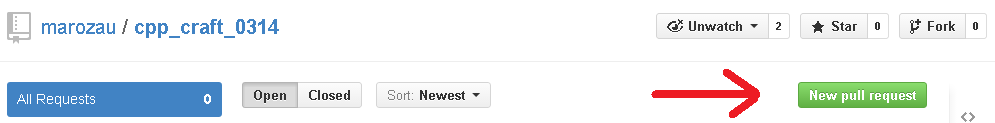 marozau / cpp_craft_0314 Unwatch 2 Star 0 Fork 0
All Requests 0 Open Closed Sort: Newest New pull request